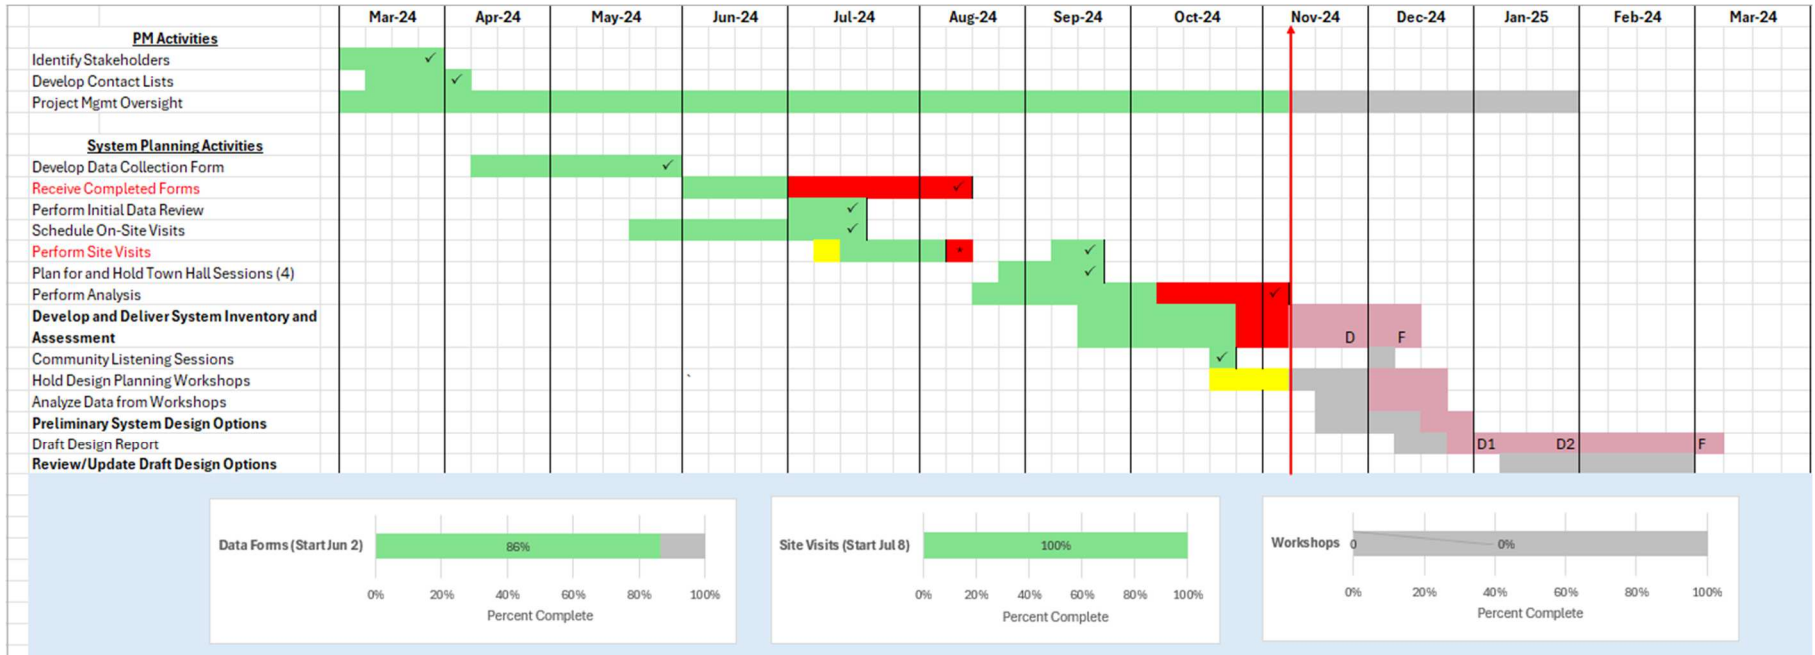 Mar-24 Apr-24 May-24 Jun-24 Jul-24 Aug-24 Sep-24 Oct-24 Nov-24 Dec-24 Jan-25 Feb-24 Mar-24
PM Activities
Identify Stakeholders ✓
Develop Contact Lists ✓
Project Mgmt Oversight
System Planning Activities
Develop Data Collection Form ✓
Receive Completed Forms ✓
Perform Initial Data Review ✓
Schedule On-Site Visits ✓
Perform Site Visits * ✓
Plan for and Hold Town Hall Sessions (4) ✓
Perform Analysis ✓
Develop and Deliver System Inventory and
Assessment D F
Community Listening Sessions ✓
Hold Design Planning Workshops
Analyze Data from Workshops
Preliminary System Design Options
Draft Design Report D1 D2 F
Review/Update Draft Design Options
Data Forms (Start Jun 2) 86%
0% 20% 40% 60% 80% 100%
Percent Complete
Site Visits (Start Jul 8) 100%
0% 20% 40% 60% 80% 100%
Percent Complete
Workshops 0 0%
0% 20% 40% 60% 80% 100%
Percent Complete